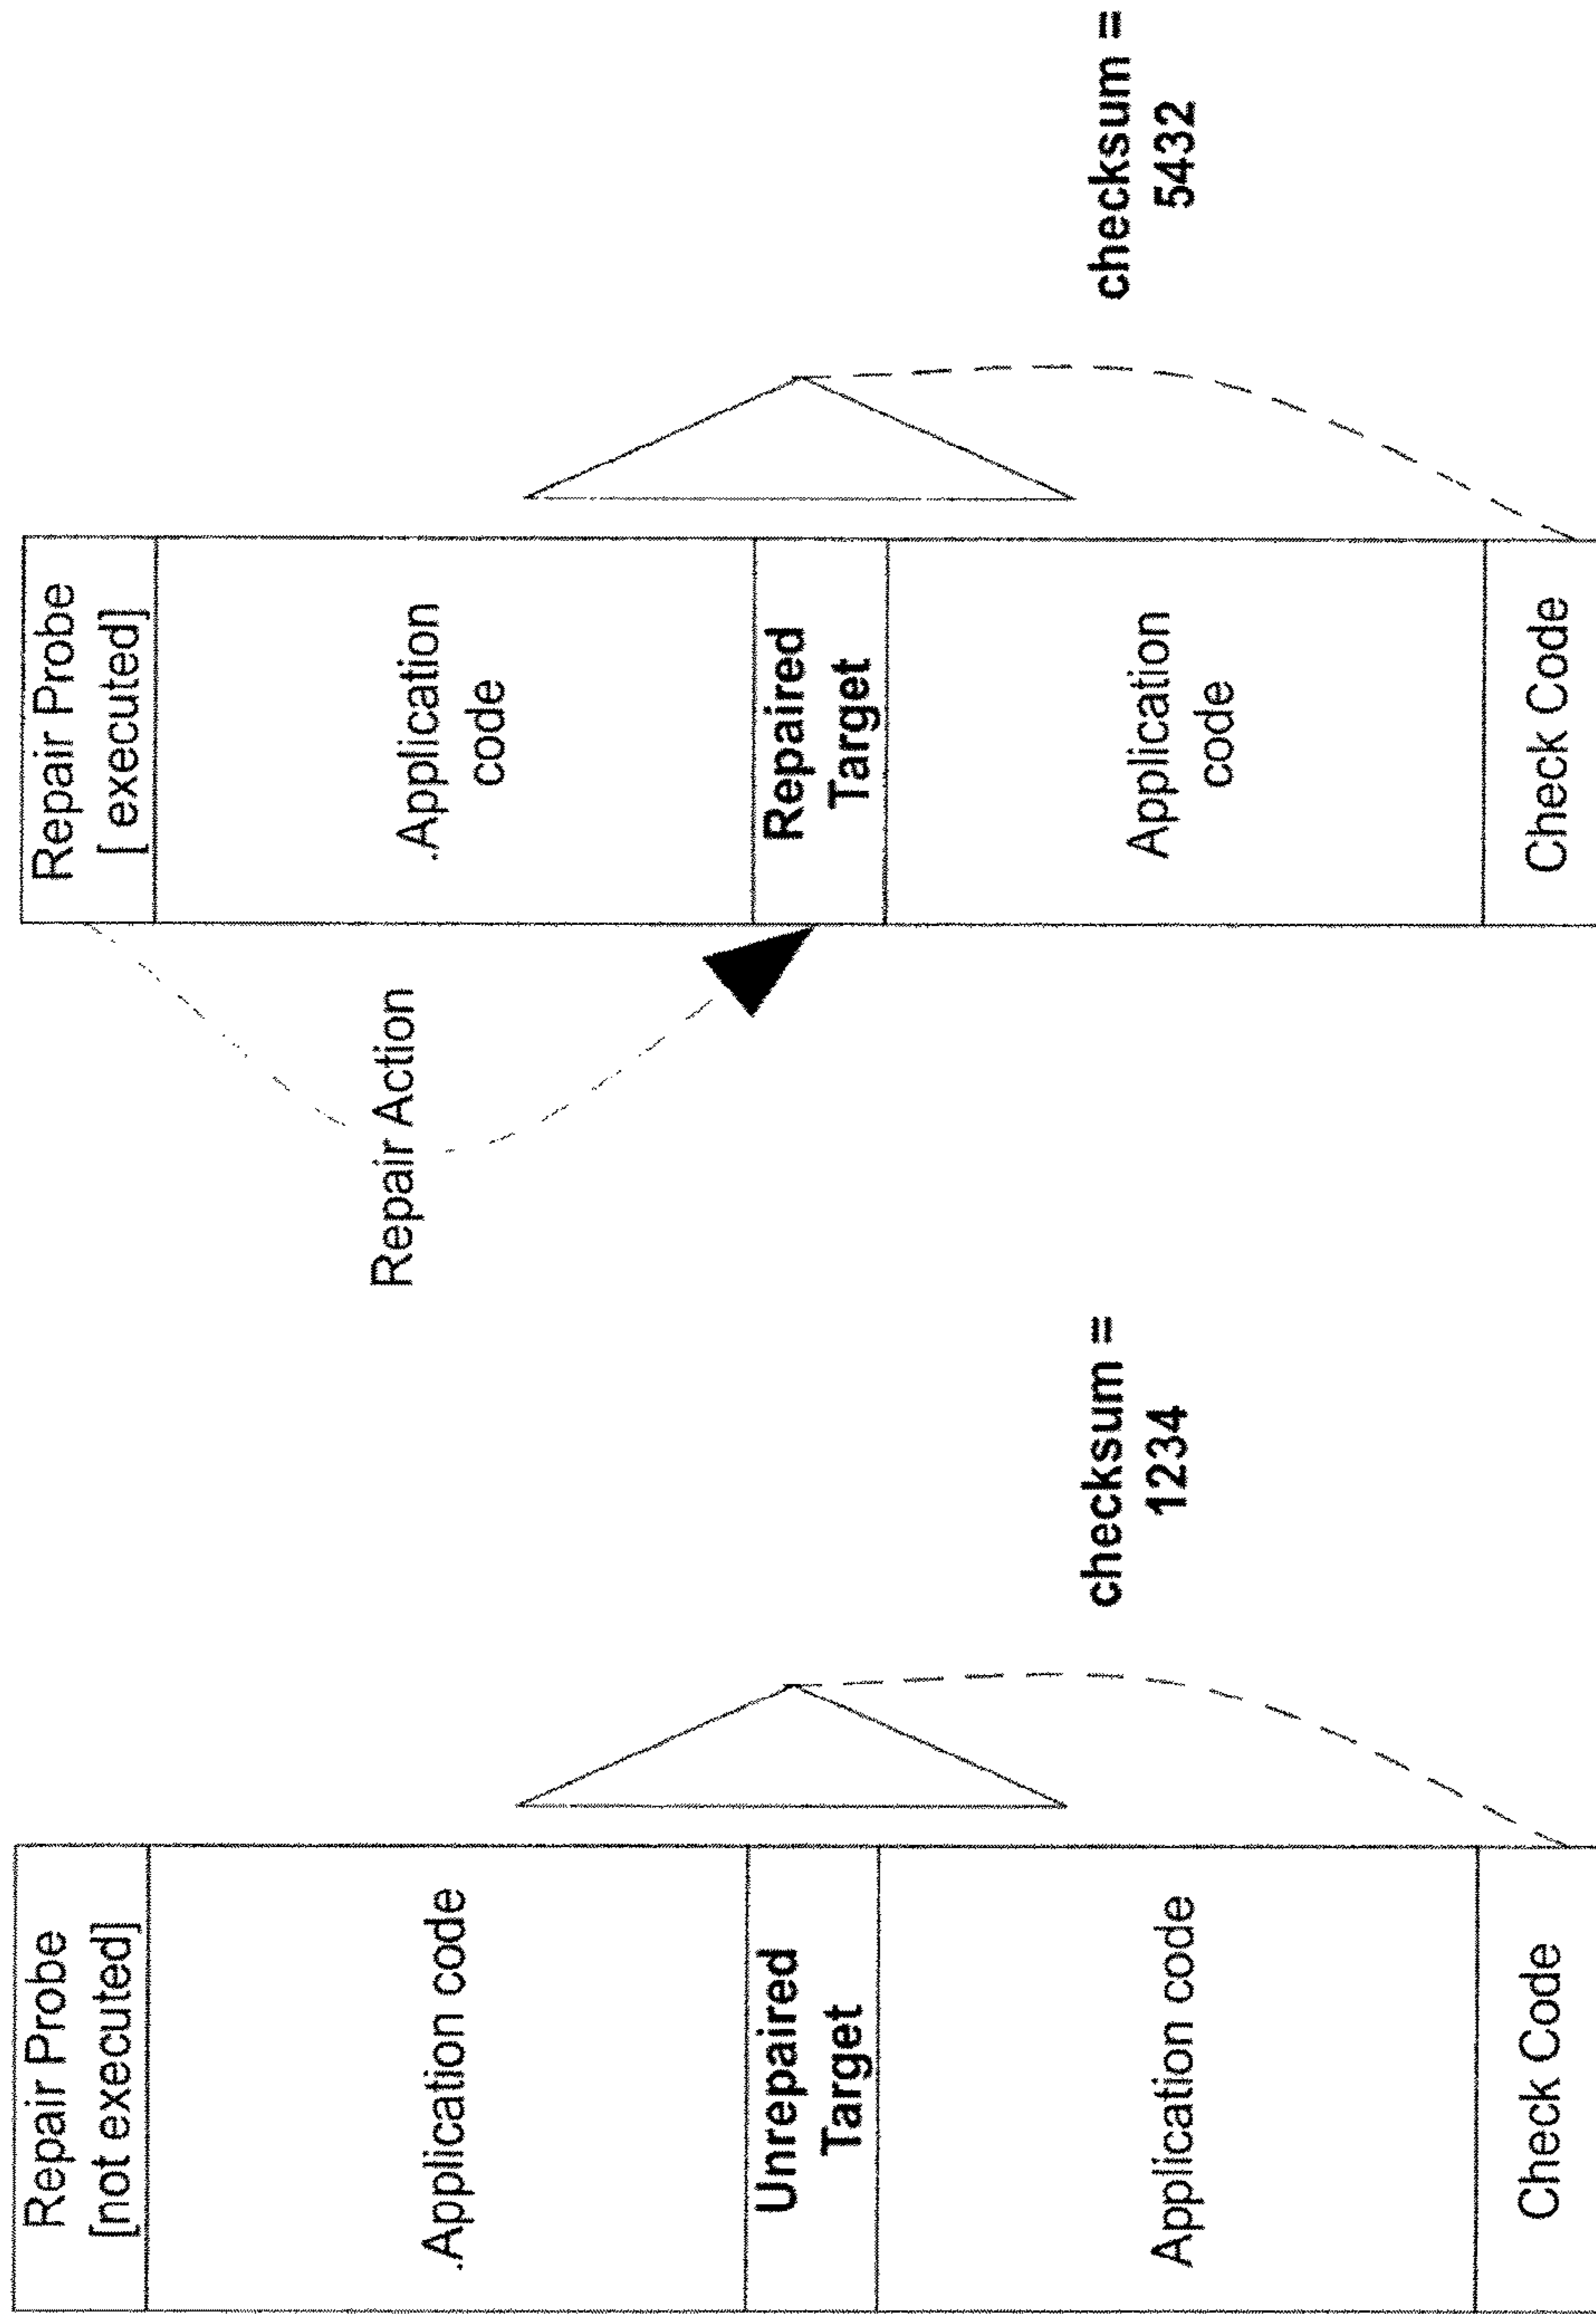 Repair Probe
[not executed]
.Application code
Unrepaired
Target
Application code
Check Code
checksum =
1234
Repair Action
Repair Probe
[ executed]
.Application
code
Repaired
Target
Application
code
Check Code
checksum =
5432